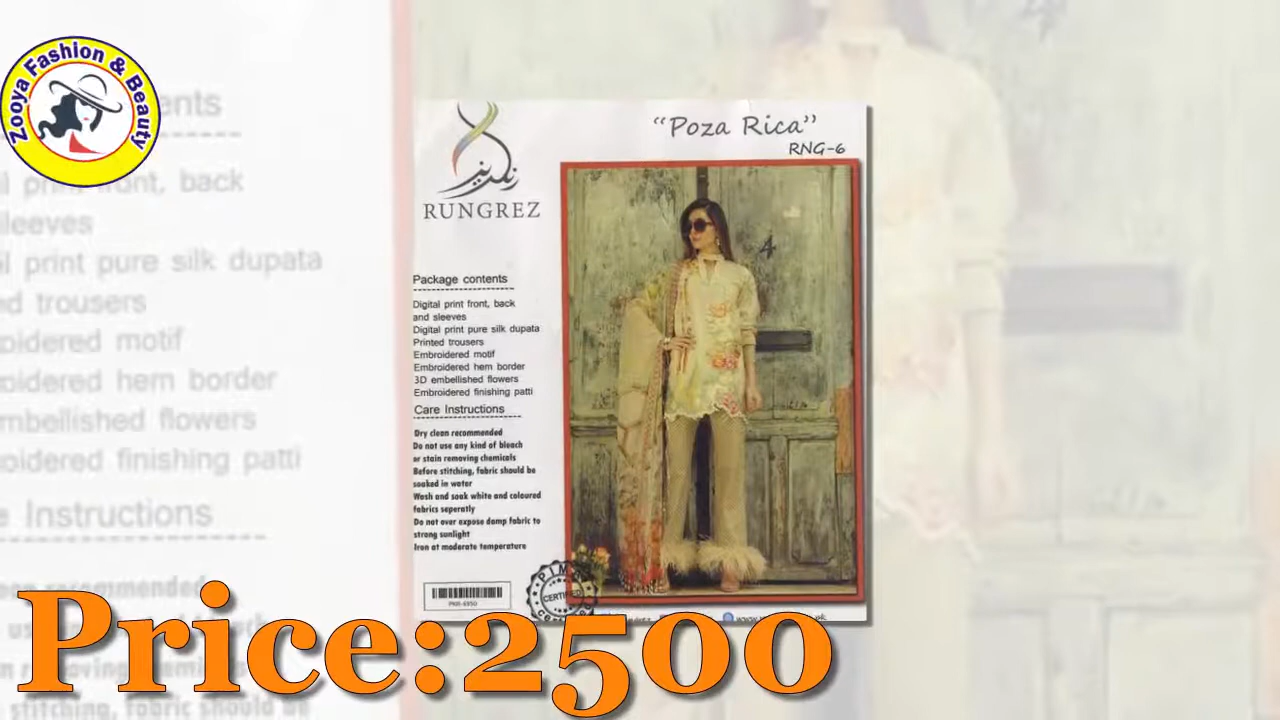 Zooya Fashion & Beauty
"Poza Rica"
RNG-6
رنگریز
RUNGREZ
Package contents
Digital print front, back
and sleeves
Digital print pure silk dupata
Printed trousers
Embroidered motif
Embroidered hem border
3D embellished flowers
Embroidered finishing patti
Care Instructions
Dry clean recommended
Do not use any kind of bleach
or stain removing chemicals
Before stitching, fabric should be
soaked in water
Wash and soak white and coloured
fabrics seperatly
Do not over expose damp fabric to
strong sunlight
Iron at moderate temperature
CERTIFIED
Price:2500